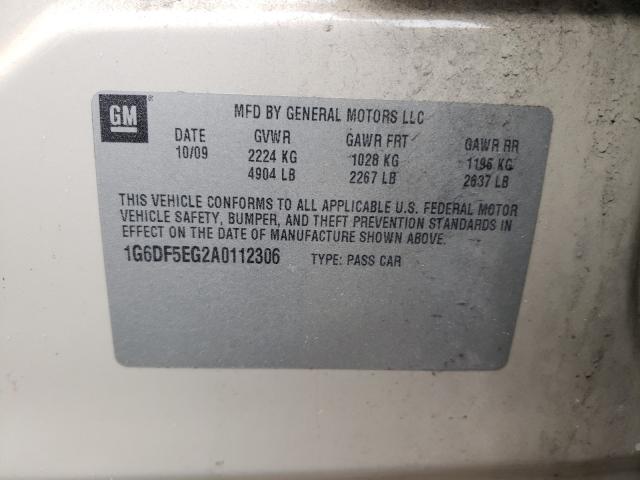 GM®
MFD BY GENERAL MOTORS LLC
DATE GVWR GAWR FRT GAWR RR
10/09 2224 KG 1028 KG 1196 KG
4904 LB 2267 LB 2637 LB
THIS VEHICLE CONFORMS TO ALL APPLICABLE U.S. FEDERAL MOTOR
VEHICLE SAFETY, BUMPER, AND THEFT PREVENTION STANDARDS IN
EFFECT ON THE DATE OF MANUFACTURE SHOWN ABOVE.
1G6DF5EG2A0112306 TYPE: PASS CAR